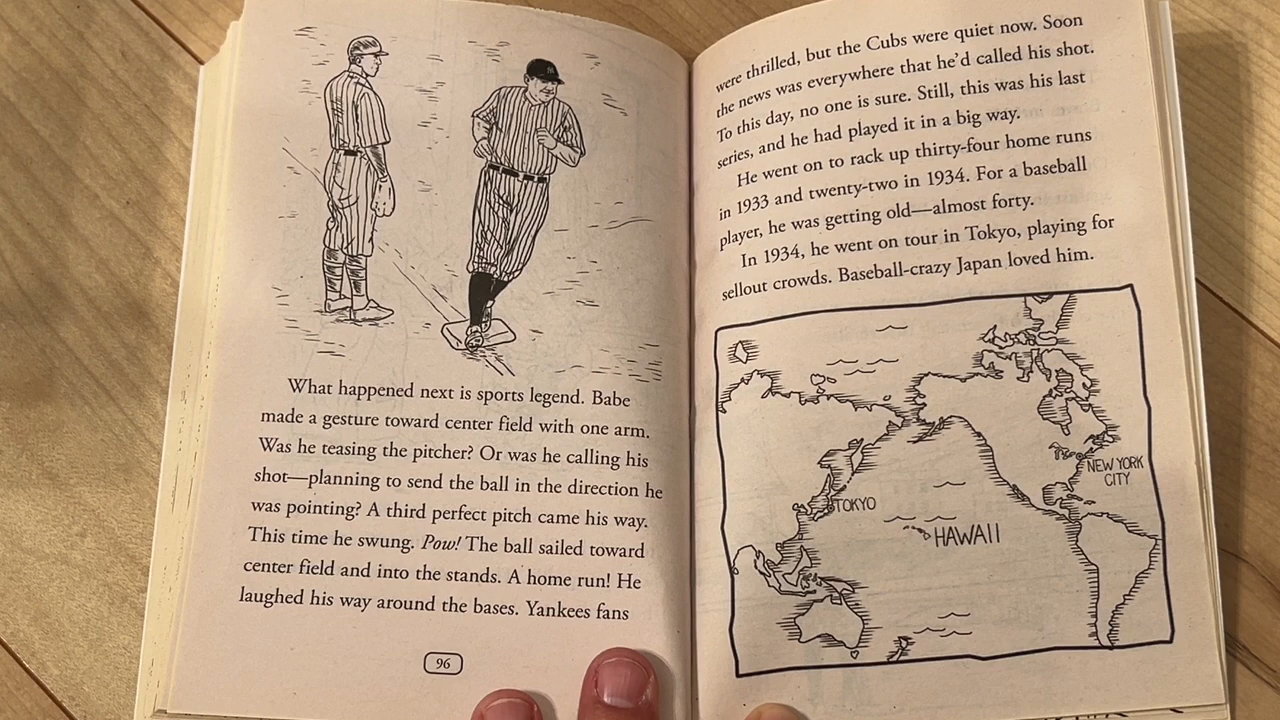 What happened next is sports legend. Babe
made a gesture toward center field with one arm.
Was he teasing the pitcher? Or was he calling his
shot—planning to send the ball in the direction he
was pointing? A third perfect pitch came his way.
This time he swung. Pow! The ball sailed toward
center field and into the stands. A home run! He
laughed his way around the bases. Yankees fans
96
were thrilled, but the Cubs were quiet now. Soon
the news was everywhere that he’d called his shot.
To this day, no one is sure. Still, this was his last
series, and he had played it in a big way.
He went on to rack up thirty-four home runs
in 1933 and twenty-two in 1934. For a baseball
player, he was getting old—almost forty.
In 1934, he went on tour in Tokyo, playing for
sellout crowds. Baseball-crazy Japan loved him.
NEW YORK
CITY
TOKYO
HAWAII